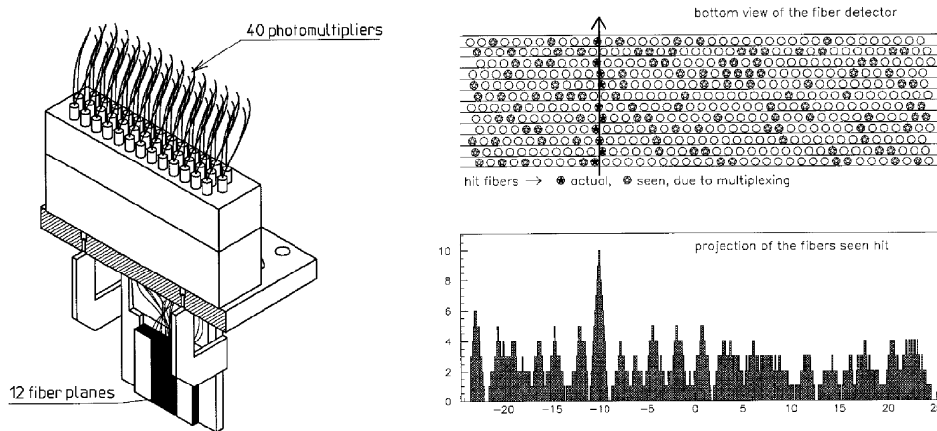 40 photomultipliers
12 fiber planes
bottom view of the fiber detector
hit fibers → actual, seen, due to multiplexing
projection of the fibers seen hit
10
8
6
4
2
0
-20 -15 -10 -5 0 5 10 15 20